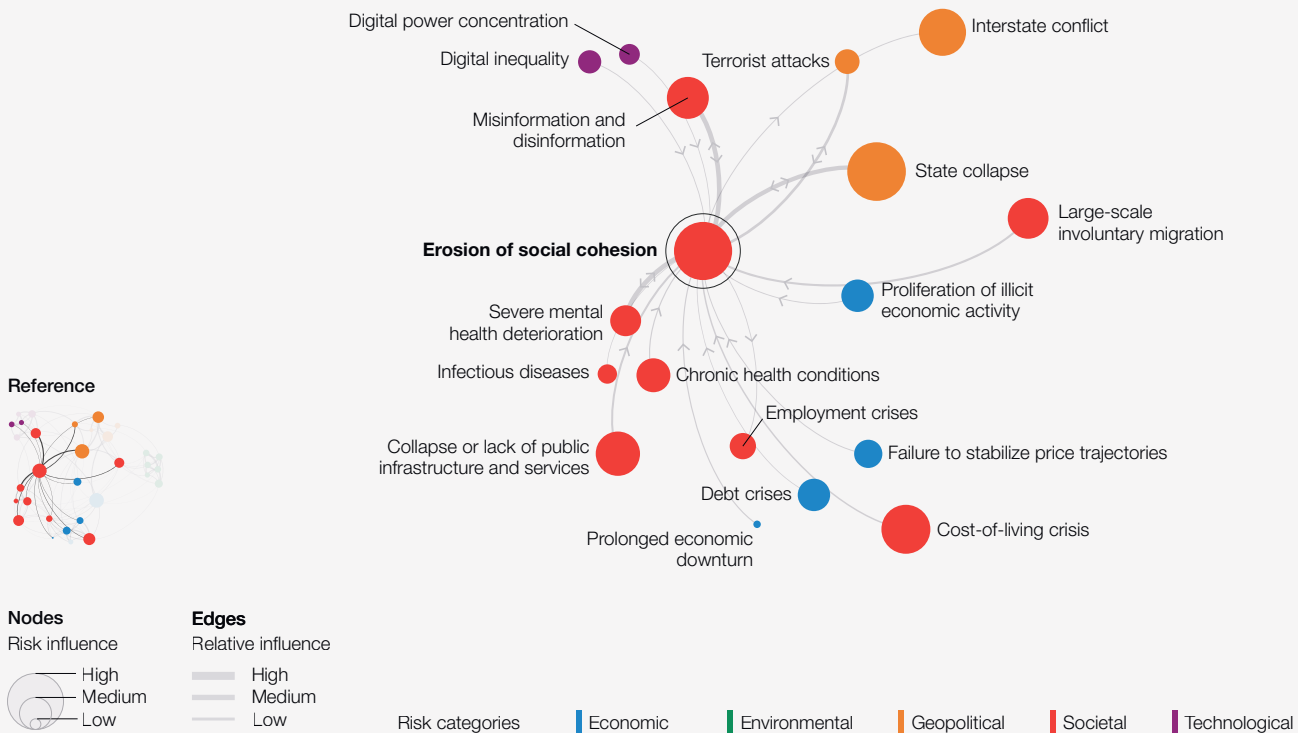 Digital power concentration
Digital inequality
Misinformation and
disinformation
Terrorist attacks
Interstate conflict
State collapse
Large-scale
involuntary migration
Erosion of social cohesion
Proliferation of illicit
economic activity
Severe mental
health deterioration
Infectious diseases
Chronic health conditions
Employment crises
Collapse or lack of public
infrastructure and services
Failure to stabilize price trajectories
Debt crises
Prolonged economic
downturn
Cost-of-living crisis
Reference
Nodes
Risk influence
High
Medium
Low
Edges
Relative influence
High
Medium
Low
Risk categories
Economic
Environmental
Geopolitical
Societal
Technological